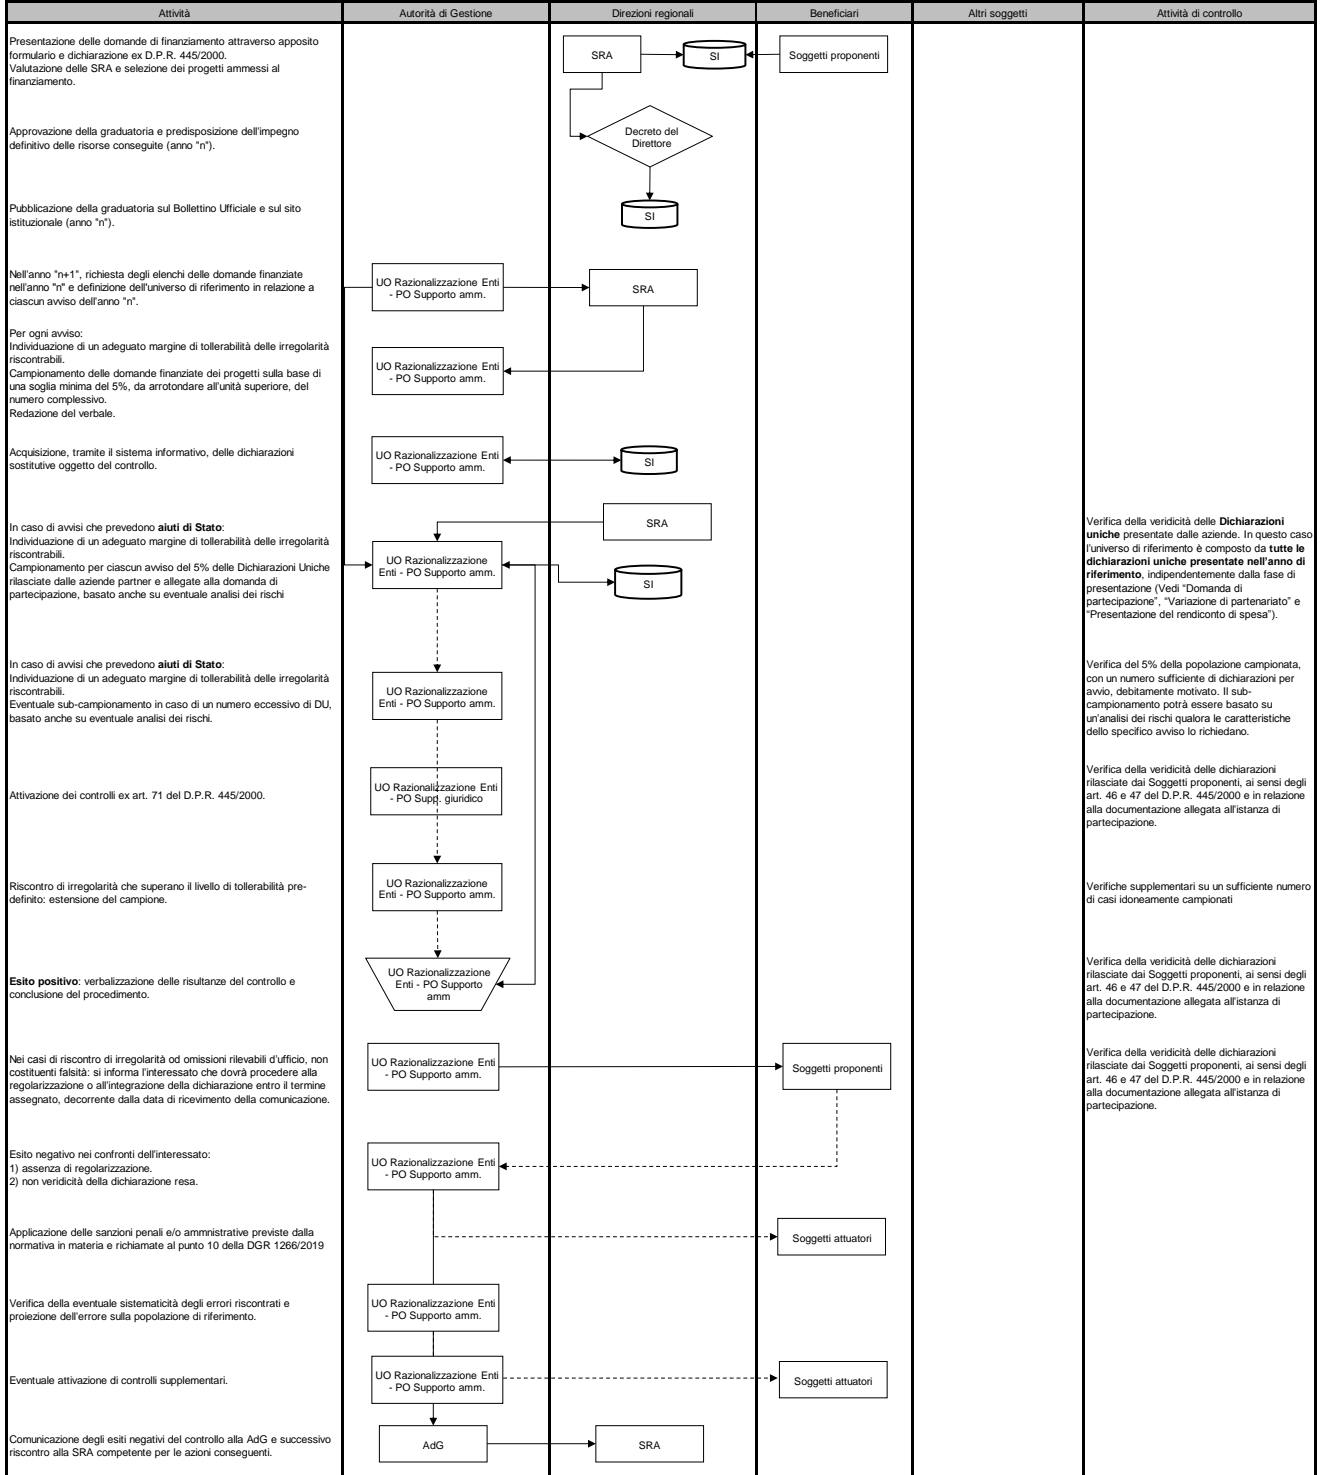 Attività
Autorità di Gestione
Direzioni regionali
Beneficiari
Altri soggetti
Attività di controllo
Presentazione delle domande di finanziamento attraverso apposito
formulario e dichiarazione ex D.P.R. 445/2000.
Valutazione delle SRA e selezione dei progetti ammessi al
finanziamento.
SRA
SI
Soggetti proponenti
Approvazione della graduatoria e predisposizione dell'impegno
definitivo delle risorse conseguite (anno "n").
Decreto del
Direttore
Pubblicazione della graduatoria sul Bollettino Ufficiale e sul sito
istituzionale (anno "n").
SI
Nell'anno "n+1", richiesta degli elenchi delle domande finanziate
nell'anno "n" e definizione dell'universo di riferimento in relazione a
ciascun avviso dell'anno "n".
UO Razionalizzazione Enti
- PO Supporto amm.
SRA
Per ogni avviso:
Individuazione di un adeguato margine di tollerabilità delle irregolarità
riscontrabili.
Campionamento delle domande finanziate dei progetti sulla base di
una soglia minima del 5%, da arrotondare all'unità superiore, del
numero complessivo.
Redazione del verbale.
UO Razionalizzazione Enti
- PO Supporto amm.
Acquisizione, tramite il sistema informativo, delle dichiarazioni
sostitutive oggetto del controllo.
UO Razionalizzazione Enti
- PO Supporto amm.
SI
In caso di avvisi che prevedono aiuti di Stato:
Individuazione di un adeguato margine di tollerabilità delle irregolarità
riscontrabili.
Campionamento per ciascun avviso del 5% delle Dichiarazioni Uniche
rilasciate dalle aziende partner e allegate alla domanda di
partecipazione, basato anche su eventuale analisi dei rischi
UO Razionalizzazione
Enti - PO Supporto amm.
SRA
SI
Verifica della veridicità delle Dichiarazioni
uniche presentate dalle aziende. In questo caso
l'universo di riferimento è composto da tutte le
dichiarazioni uniche presentate nell'anno di
riferimento, indipendentemente dalla fase di
presentazione (Vedi "Domanda di
partecipazione", "Variazione di partenariato" e
"Presentazione del rendiconto di spesa").
In caso di avvisi che prevedono aiuti di Stato:
Individuazione di un adeguato margine di tollerabilità delle irregolarità
riscontrabili.
Eventuale sub-campionamento in caso di un numero eccessivo di DU,
basato anche su eventuale analisi dei rischi.
UO Razionalizzazione
Enti - PO Supporto amm.
Verifica del 5% della popolazione campionata,
con un numero sufficiente di dichiarazioni per
avvio, debitamente motivato. Il sub-
campionamento potrà essere basato su
un'analisi dei rischi qualora le caratteristiche
dello specifico avviso lo richiedano.
Attivazione dei controlli ex art. 71 del D.P.R. 445/2000.
UO Razionalizzazione Enti
- PO Supp. giuridico
Verifica della veridicità delle dichiarazioni
rilasciate dai Soggetti proponenti, ai sensi degli
art. 46 e 47 del D.P.R. 445/2000 e in relazione
alla documentazione allegata all'istanza di
partecipazione.
Riscontro di irregolarità che superano il livello di tollerabilità pre-
definito: estensione del campione.
UO Razionalizzazione
Enti - PO Supporto amm.
Verifiche supplementari su un sufficiente numero
di casi idoneamente campionati
Esito positivo: verbalizzazione delle risultanze del controllo e
conclusione del procedimento.
UO Razionalizzazione
Enti - PO Supporto
amm
Verifica della veridicità delle dichiarazioni
rilasciate dai Soggetti proponenti, ai sensi degli
art. 46 e 47 del D.P.R. 445/2000 e in relazione
alla documentazione allegata all'istanza di
partecipazione.
Nei casi di riscontro di irregolarità od omissioni rilevabili d'ufficio, non
costituenti falsità: si informa l'interessato che dovrà procedere alla
regolarizzazione o all'integrazione della dichiarazione entro il termine
assegnato, decorrente dalla data di ricevimento della comunicazione.
UO Razionalizzazione Enti
- PO Supporto amm.
Soggetti proponenti
Verifica della veridicità delle dichiarazioni
rilasciate dai Soggetti proponenti, ai sensi degli
art. 46 e 47 del D.P.R. 445/2000 e in relazione
alla documentazione allegata all'istanza di
partecipazione.
Esito negativo nei confronti dell'interessato:
1) assenza di regolarizzazione.
2) non veridicità della dichiarazione resa.
UO Razionalizzazione Enti
- PO Supporto amm.
Applicazione delle sanzioni penali e/o ammnistrative previste dalla
normativa in materia e richiamate al punto 10 della DGR 1266/2019
Soggetti attuatori
Verifica della eventuale sistematicità degli errori riscontrati e
proiezione dell'errore sulla popolazione di riferimento.
UO Razionalizzazione Enti
- PO Supporto amm.
Eventuale attivazione di controlli supplementari.
UO Razionalizzazione Enti
- PO Supporto amm.
Soggetti attuatori
Comunicazione degli esiti negativi del controllo alla AdG e successivo
riscontro alla SRA competente per le azioni conseguenti.
AdG
SRA